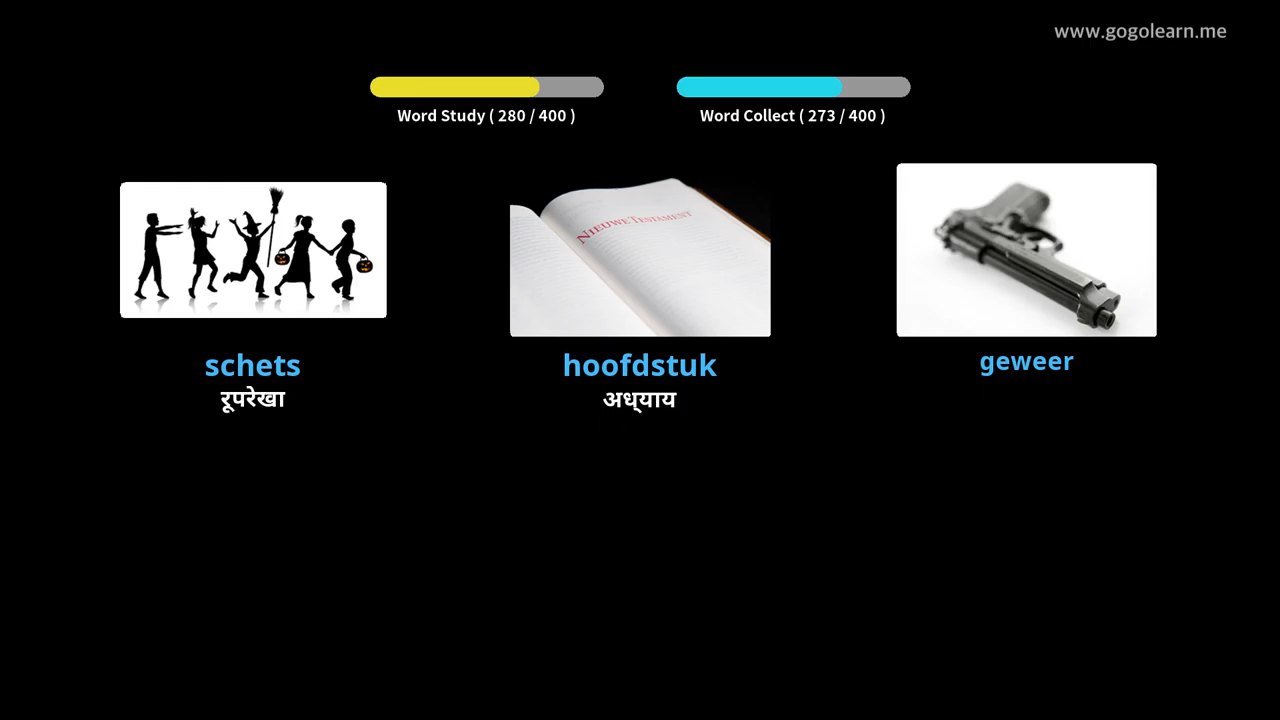 www.gogolearn.me
Word Study ( 280 / 400 )
Word Collect ( 273 / 400 )
NIEUWE TESTAMENT
schets
hoofdstuk
geweer
रूपरेखा
अध्याय